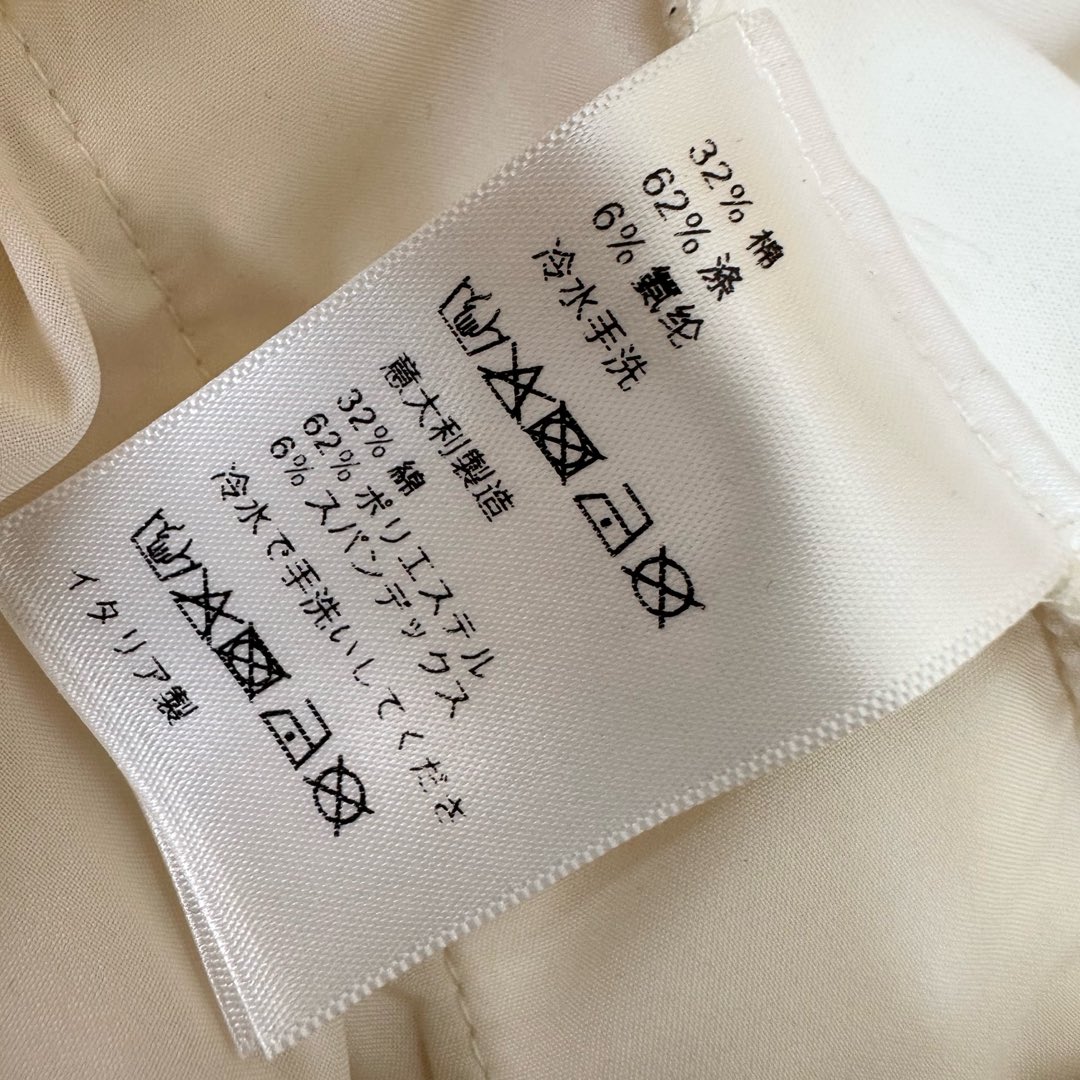 32% 棉
62% 涤
6% 氨纶
冷水手洗
意大利製造
32% 綿
62% ポリエステル
6% スパンデックス
冷水で手洗いしてくださ
イタリア製